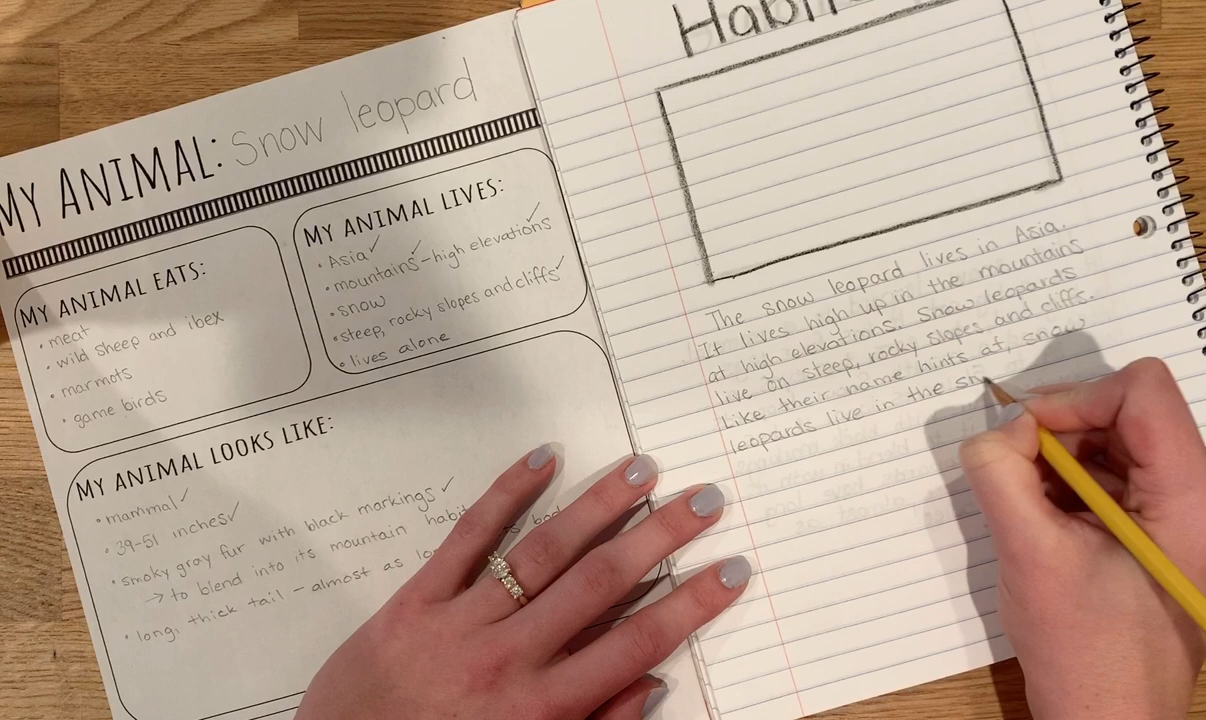 MY ANIMAL: Snow leopard
MY ANIMAL EATS:
• meat
• wild sheep and ibex
• marmots
• game birds
MY ANIMAL LIVES:
• Asia ✓
• mountains ✓ - high elevations ✓
• snow
• steep, rocky slopes and cliffs ✓
• lives alone
MY ANIMAL LOOKS LIKE:
• mammal ✓
• 39-51 inches ✓
• smoky gray fur with black markings ✓
→ to blend into its mountain habit
• long, thick tail - almost as bod
Habit
The snow leopard lives in Asia.
It lives high up in the mountains
at high elevations. Snow leopards
live on steep, rocky slopes and cliffs.
Like their name hints at, snow
leopards live in the sn